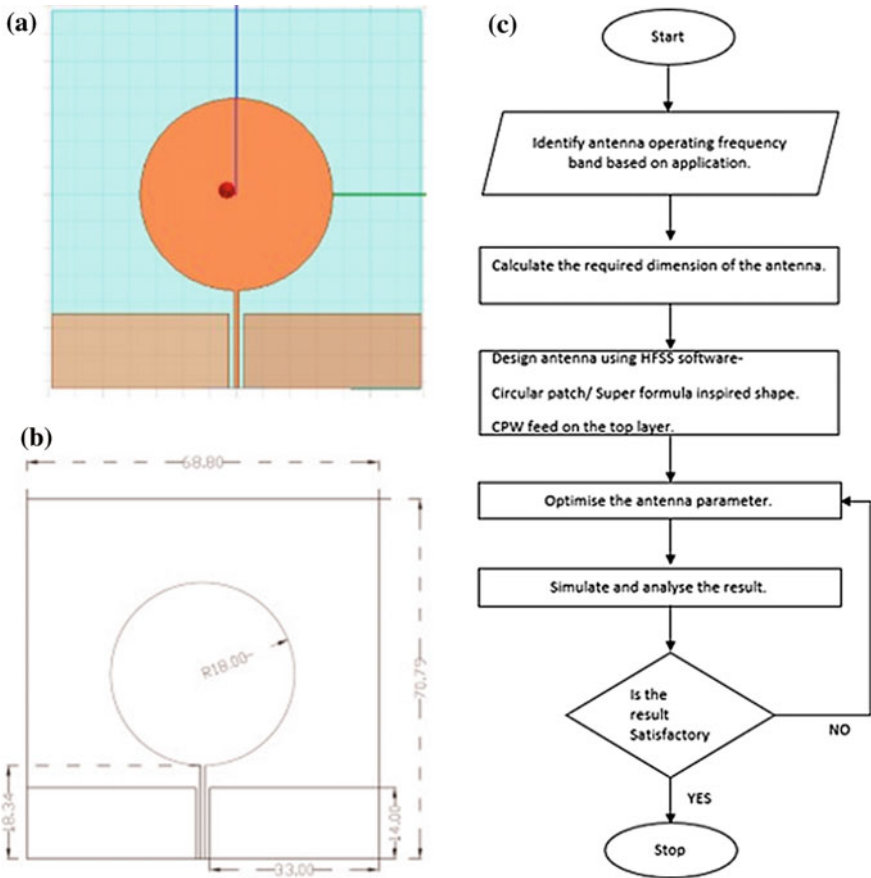 (a)
(b)
68.80
R18.00
70.79
18.34
14.00
33.00
(c)
Start
Identify antenna operating frequency
band based on application.
Calculate the required dimension of the antenna.
Design antenna using HFSS software-
Circular patch/ Super formula inspired shape.
CPW feed on the top layer.
Optimise the antenna parameter.
Simulate and analyse the result.
Is the
result
Satisfactory
NO
YES
Stop